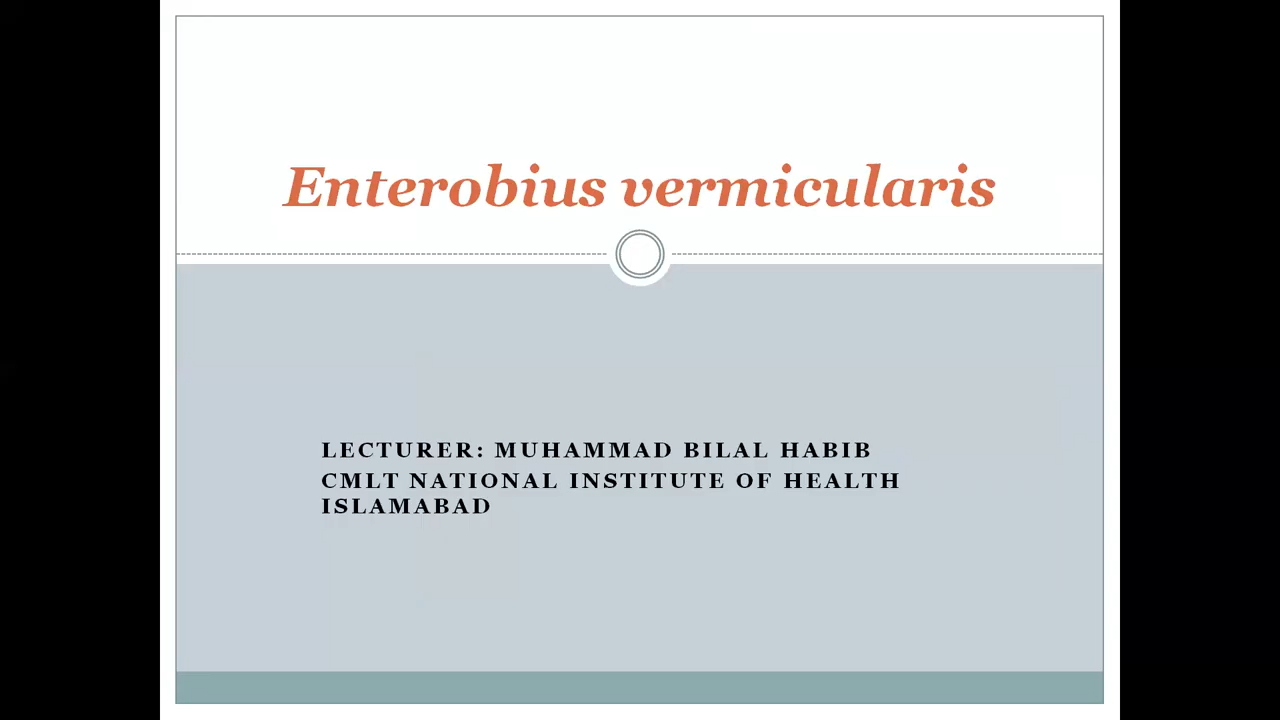 Enterobius vermicularis
LECTURER: MUHAMMAD BILAL HABIB
CMLT NATIONAL INSTITUTE OF HEALTH
ISLAMABAD